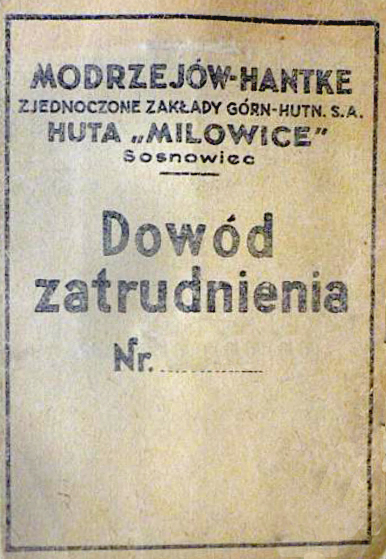 MODRZEJÓW-HANTKE
ZJEDNOCZONE ZAKŁADY GÓRN-HUTN. S.A.
HUTA „MILOWICE”
Sosnowiec
Dowód
zatrudnienia
Nr. ................